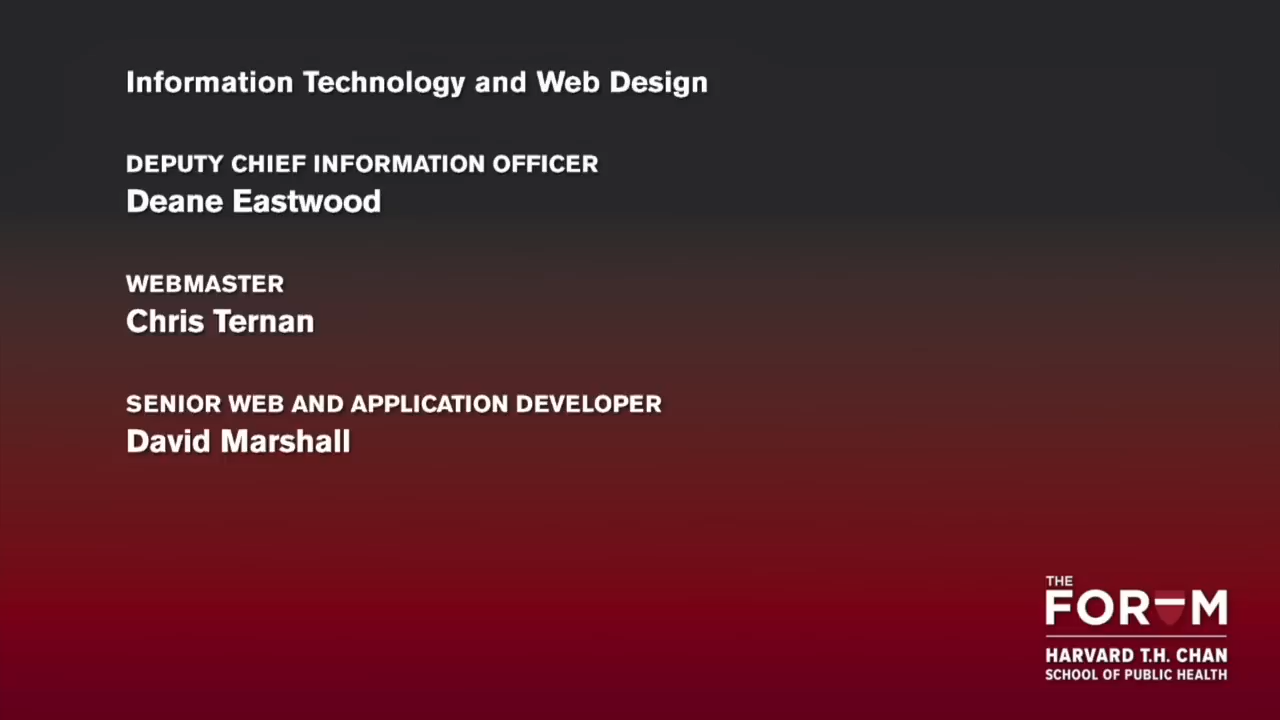 Information Technology and Web Design
DEPUTY CHIEF INFORMATION OFFICER
Deane Eastwood
WEBMASTER
Chris Ternan
SENIOR WEB AND APPLICATION DEVELOPER
David Marshall
THE
FORUM
HARVARD T.H. CHAN
SCHOOL OF PUBLIC HEALTH